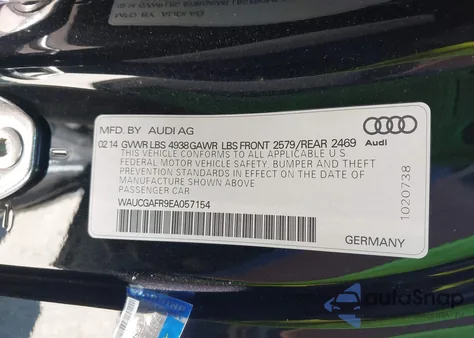 MFD. BY AUDI AG
02 14 GVWR LBS 4938 GAWR LBS FRONT 2579/REAR 2469
THIS VEHICLE CONFORMS TO ALL APPLICABLE U S
FEDERAL MOTOR VEHICLE SAFETY, BUMPER AND THEFT
PREVENTION STANDARDS IN EFFECT ON THE DATE OF
MANUFACTURE SHOWN ABOVE.
PASSENGER CAR
WAUCGAFR9EA057154
Audi
1020738
GERMANY
autoSnap